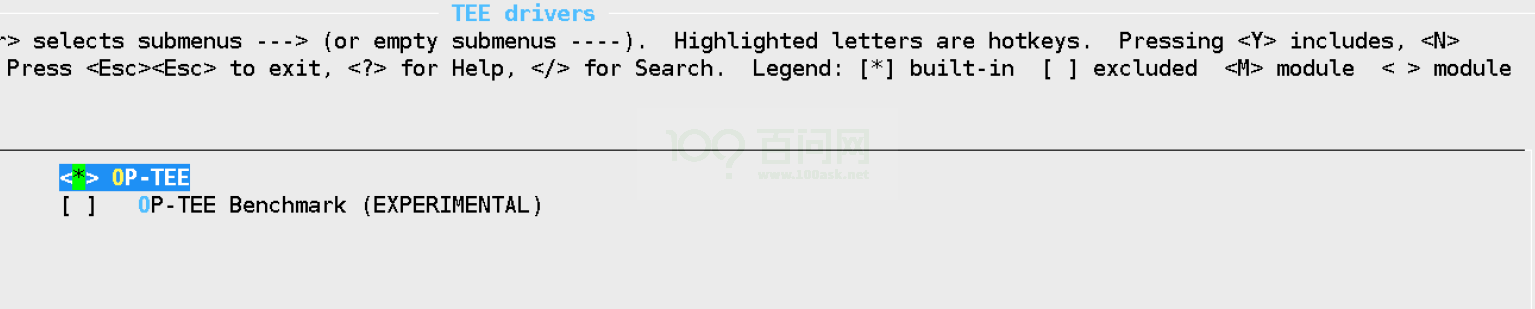 TEE drivers
r> selects submenus ---> (or empty submenus ----).  Highlighted letters are hotkeys.  Pressing <Y> includes, <N>
Press <Esc><Esc> to exit, <?> for Help, </> for Search.  Legend: [*] built-in  [ ] excluded  <M> module  < > module
100 百问网
www.100ask.net
<*> OP-TEE
[ ]   OP-TEE Benchmark (EXPERIMENTAL)